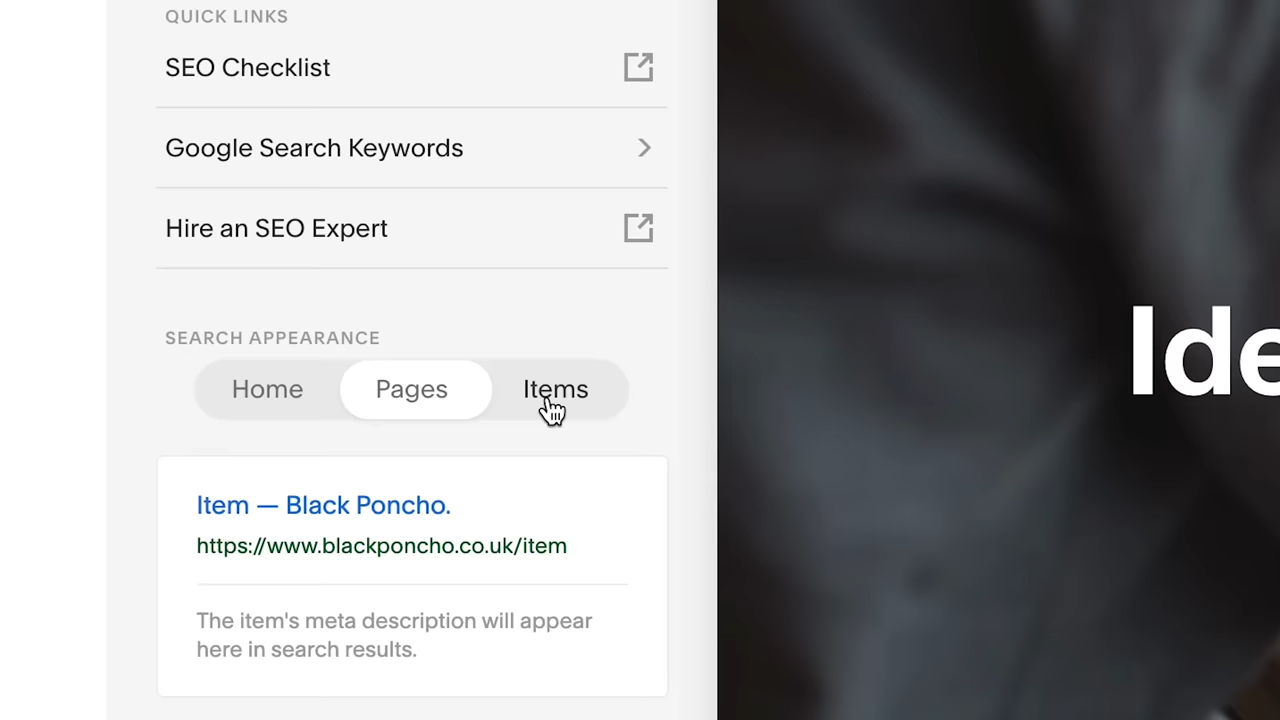 QUICK LINKS
SEO Checklist
Google Search Keywords
Hire an SEO Expert
SEARCH APPEARANCE
Home Pages Items
Item — Black Poncho.
https://www.blackponcho.co.uk/item
The item's meta description will appear
here in search results.
Ide